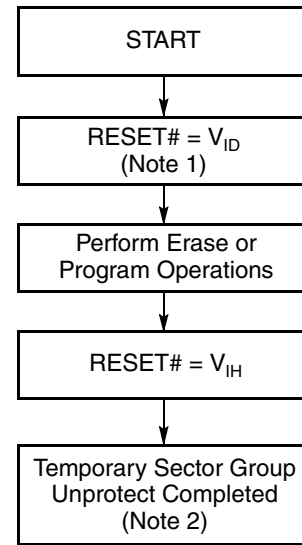 START
RESET# = V_ID
(Note 1)
Perform Erase or
Program Operations
RESET# = V_IH
Temporary Sector Group
Unprotect Completed
(Note 2)